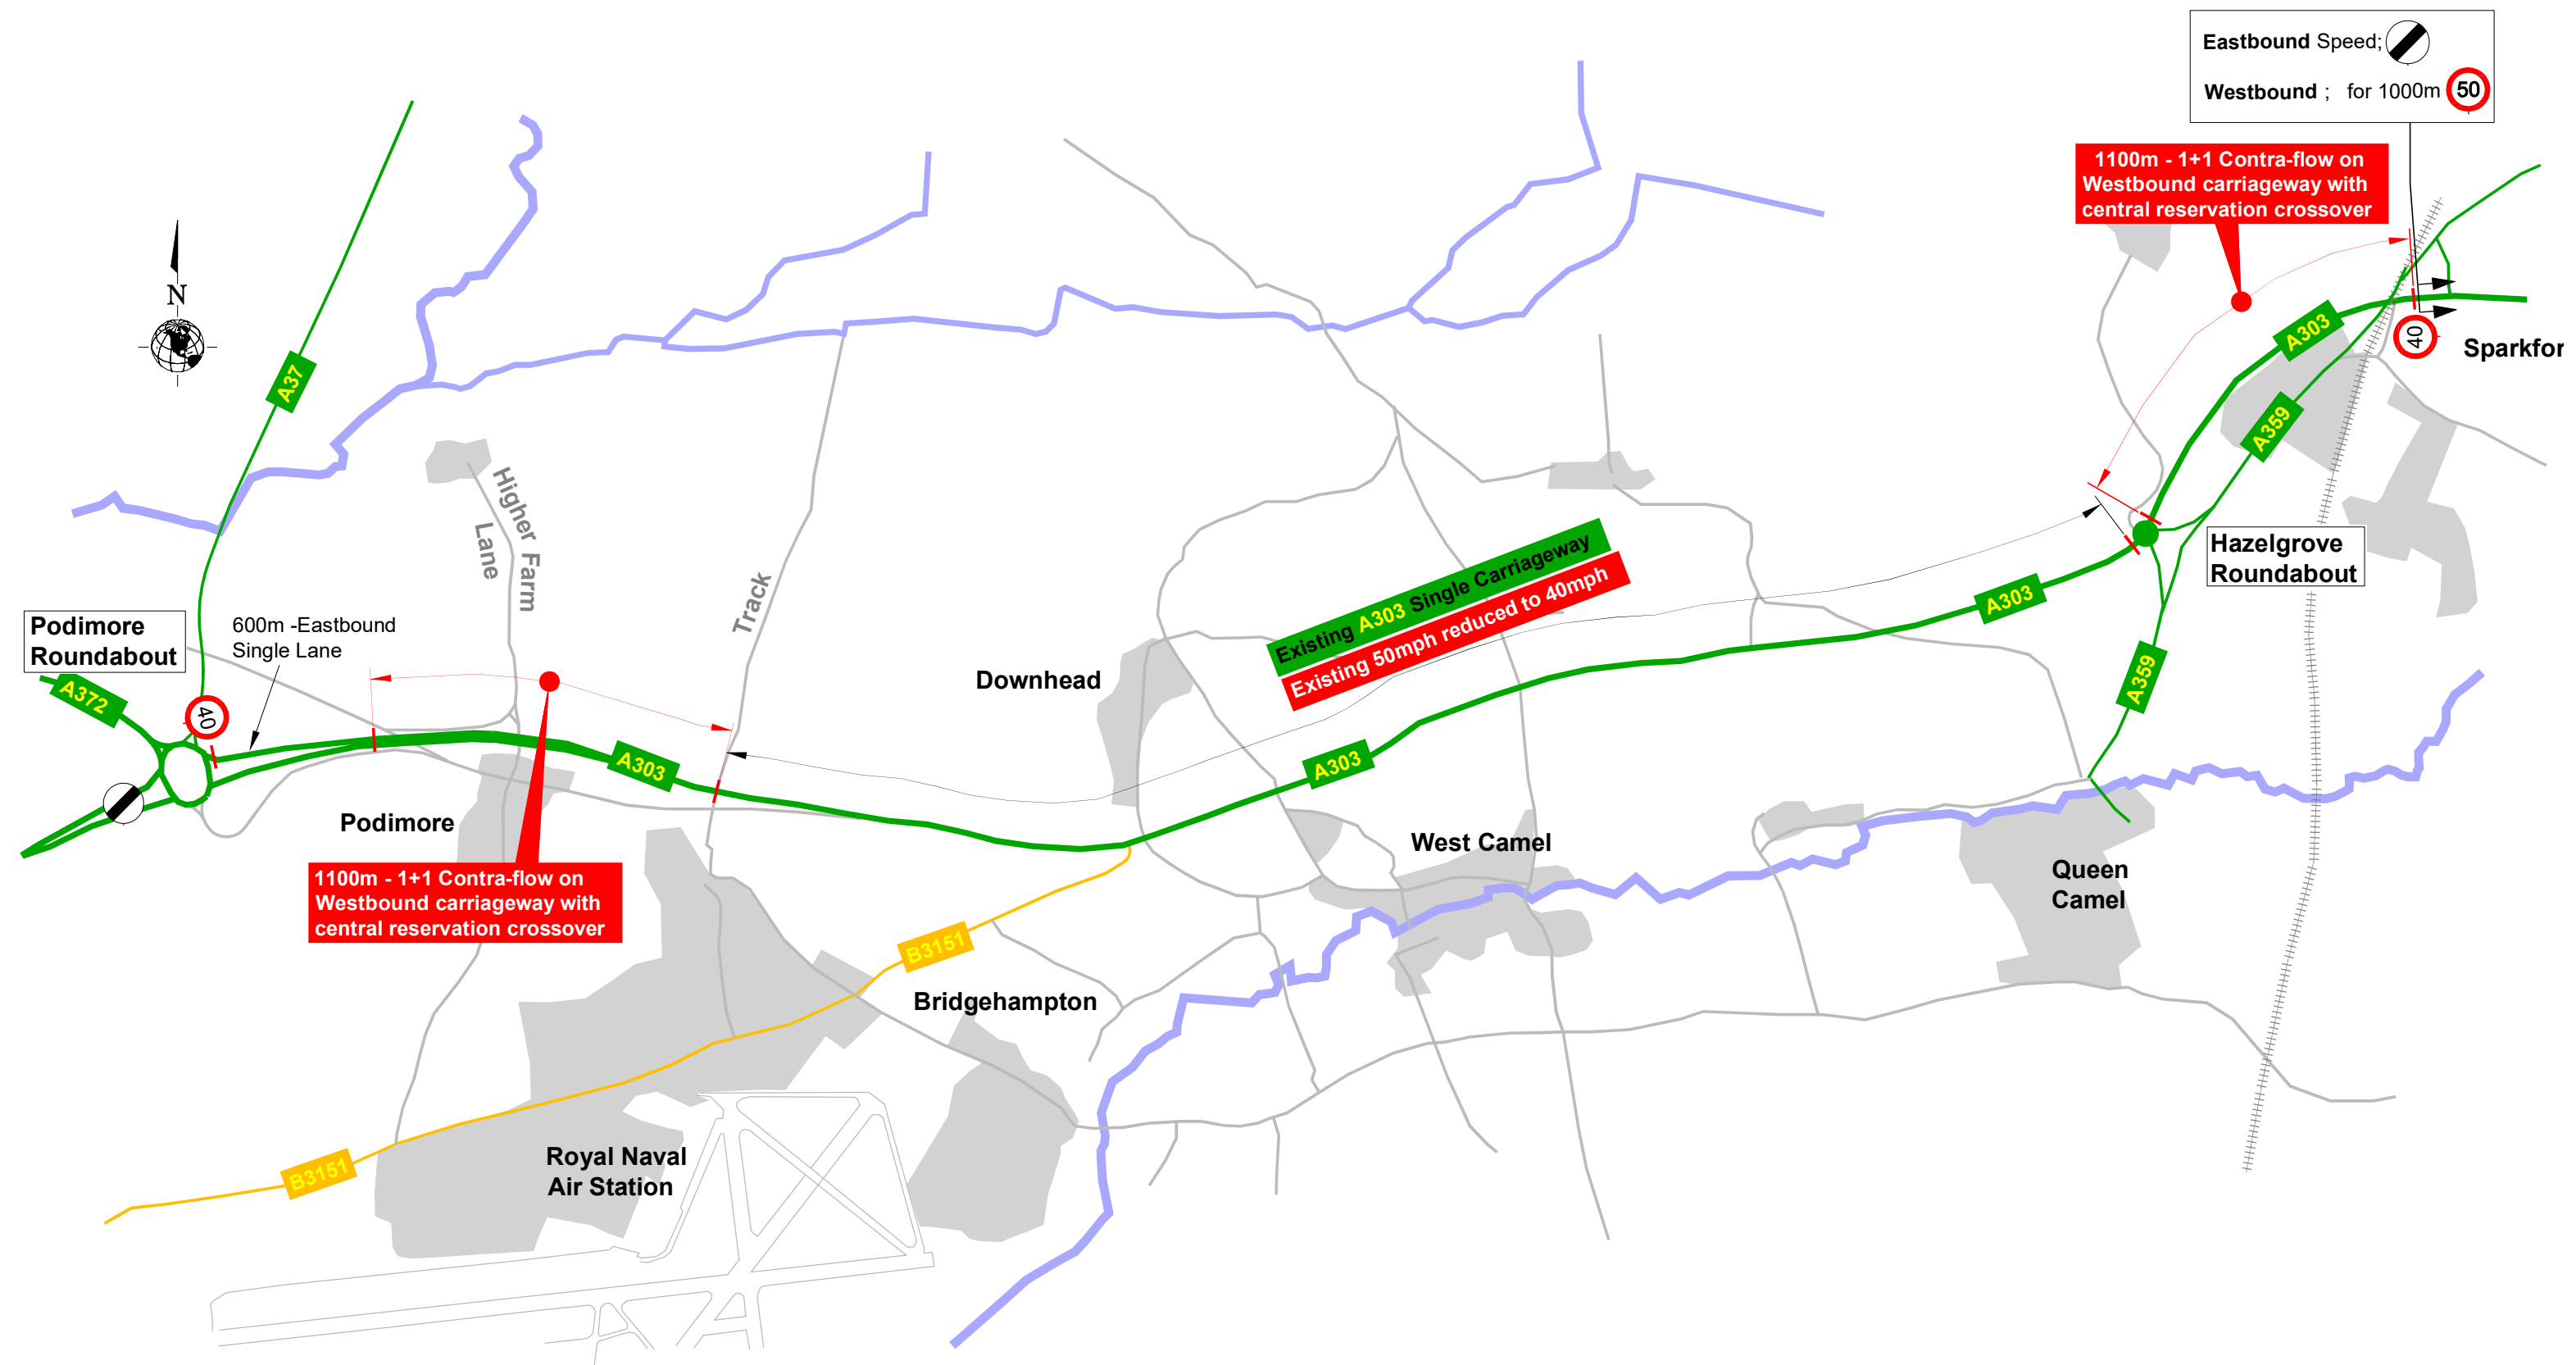 Eastbound Speed;
Westbound ; for 1000m 50
1100m - 1+1 Contra-flow on
Westbound carriageway with
central reservation crossover
N
A37
A303
40
Sparkfor
A359
Higher Farm
Lane
Track
Existing A303 Single Carriageway
Existing 50mph reduced to 40mph
Hazelgrove
Roundabout
A303
Podimore
Roundabout
600m -Eastbound
Single Lane
A372
40
Downhead
A359
A303
A303
Podimore
West Camel
Queen
Camel
1100m - 1+1 Contra-flow on
Westbound carriageway with
central reservation crossover
B3151
Bridgehampton
B3151
Royal Naval
Air Station